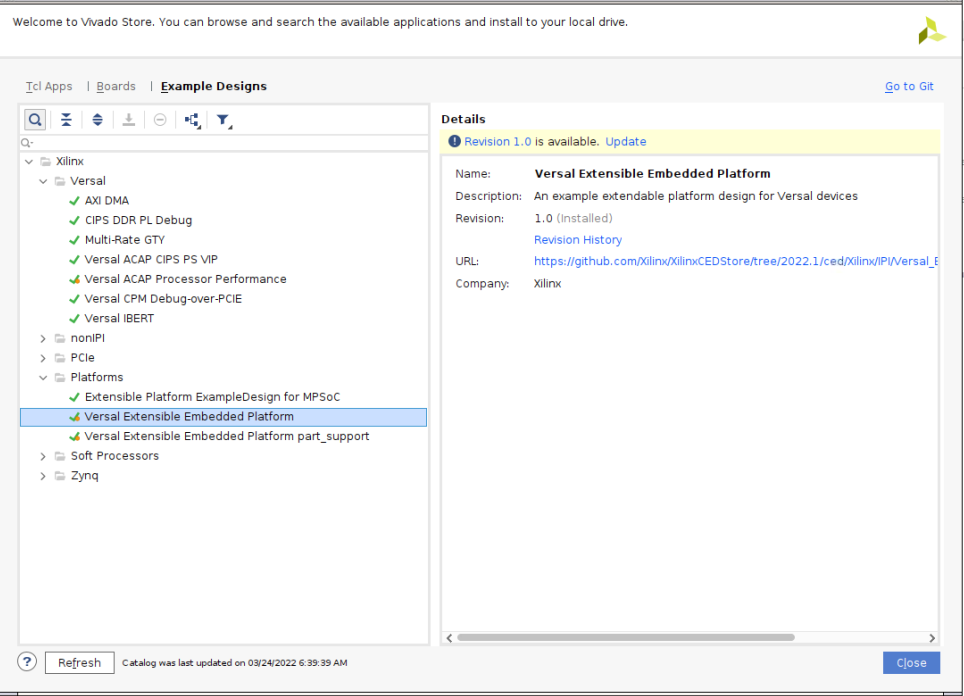 Welcome to Vivado Store. You can browse and search the available applications and install to your local drive.
Tcl Apps | Boards | Example Designs
Go to Git
Xilinx
Versal
AXI DMA
CIPS DDR PL Debug
Multi-Rate GTY
Versal ACAP CIPS PS VIP
Versal ACAP Processor Performance
Versal CPM Debug-over-PCIE
Versal IBERT
nonIPI
PCIe
Platforms
Extensible Platform ExampleDesign for MPSoC
Versal Extensible Embedded Platform
Versal Extensible Embedded Platform part_support
Soft Processors
Zynq
Details
Revision 1.0 is available. Update
Name: Versal Extensible Embedded Platform
Description: An example extendable platform design for Versal devices
Revision: 1.0 (Installed)
Revision History
URL: https://github.com/Xilinx/XilinxCEDStore/tree/2022.1/ced/Xilinx/IPI/Versal_E
Company: Xilinx
? Refresh Catalog was last updated on 03/24/2022 6:39:39 AM
Close